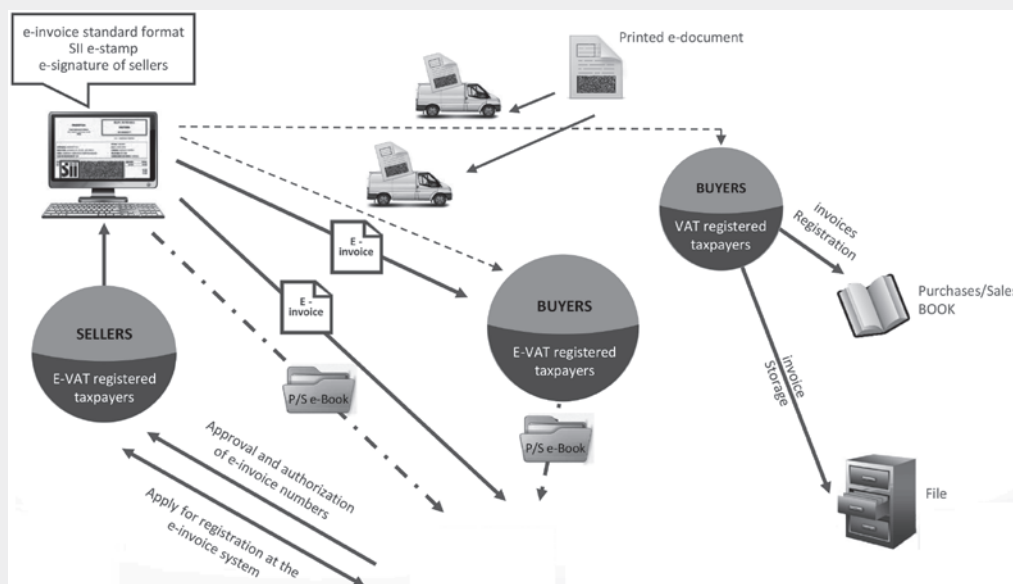 e-invoice standard format
SII e-stamp
e-signature of sellers
Printed e-document
SII
BUYERS
VAT registered
taxpayers
invoices
Registration
Purchases/Sales
BOOK
E -
invoice
E -
invoice
BUYERS
E-VAT registered
taxpayers
SELLERS
E-VAT registered
taxpayers
P/S e-Book
P/S e-Book
invoice
Storage
File
Approval and authorization
of e-invoice numbers
Apply for registration at the
e-invoice system